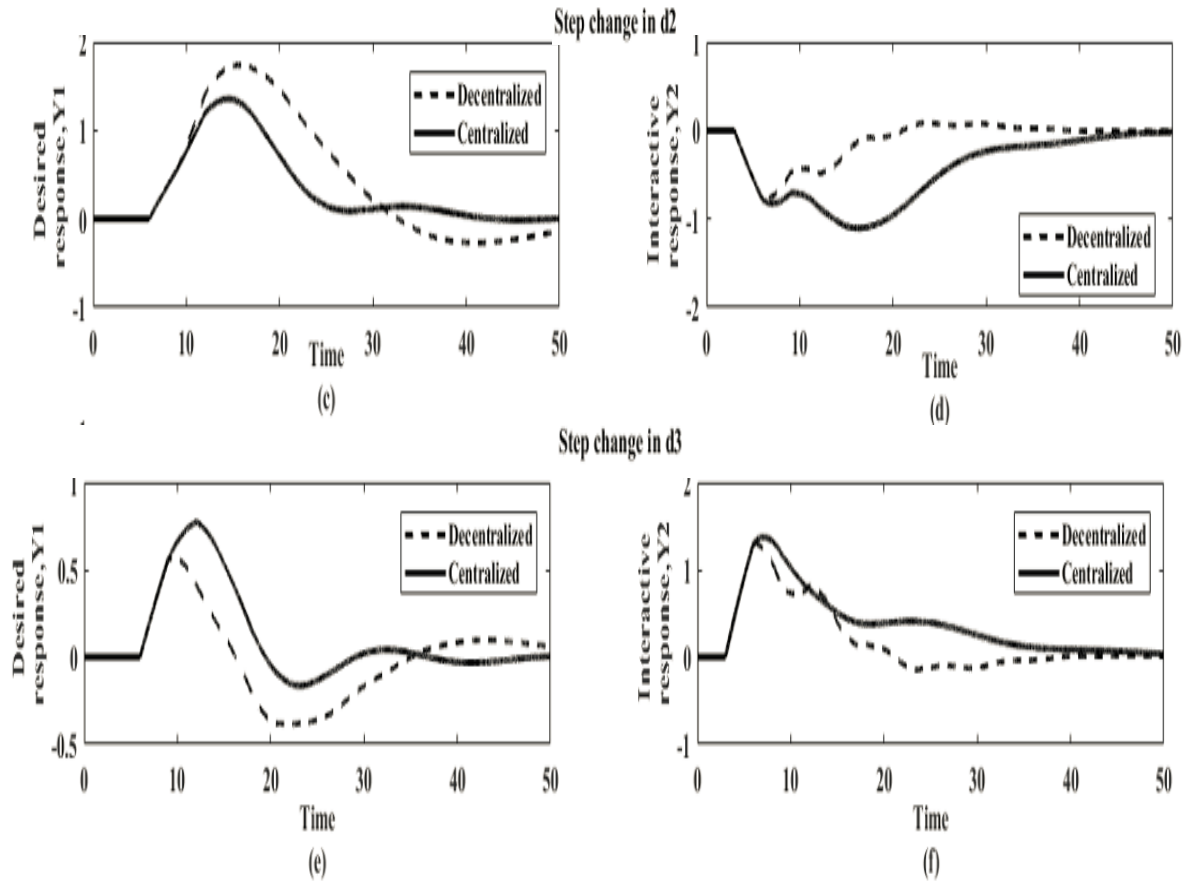 Step change in d2
2
1
0
-1
Desired
response,Y1
Decentralized
Centralized
0 10 20 30 40 50
Time
(c)
1
0
-1
-2
Interactive
response,Y2
Decentralized
Centralized
0 10 20 30 40 50
Time
(d)
Step change in d3
1
0.5
0
-0.5
Desired
response,Y1
Decentralized
Centralized
0 10 20 30 40 50
Time
(e)
2
1
0
-1
Interactive
response,Y2
Decentralized
Centralized
0 10 20 30 40 50
Time
(f)